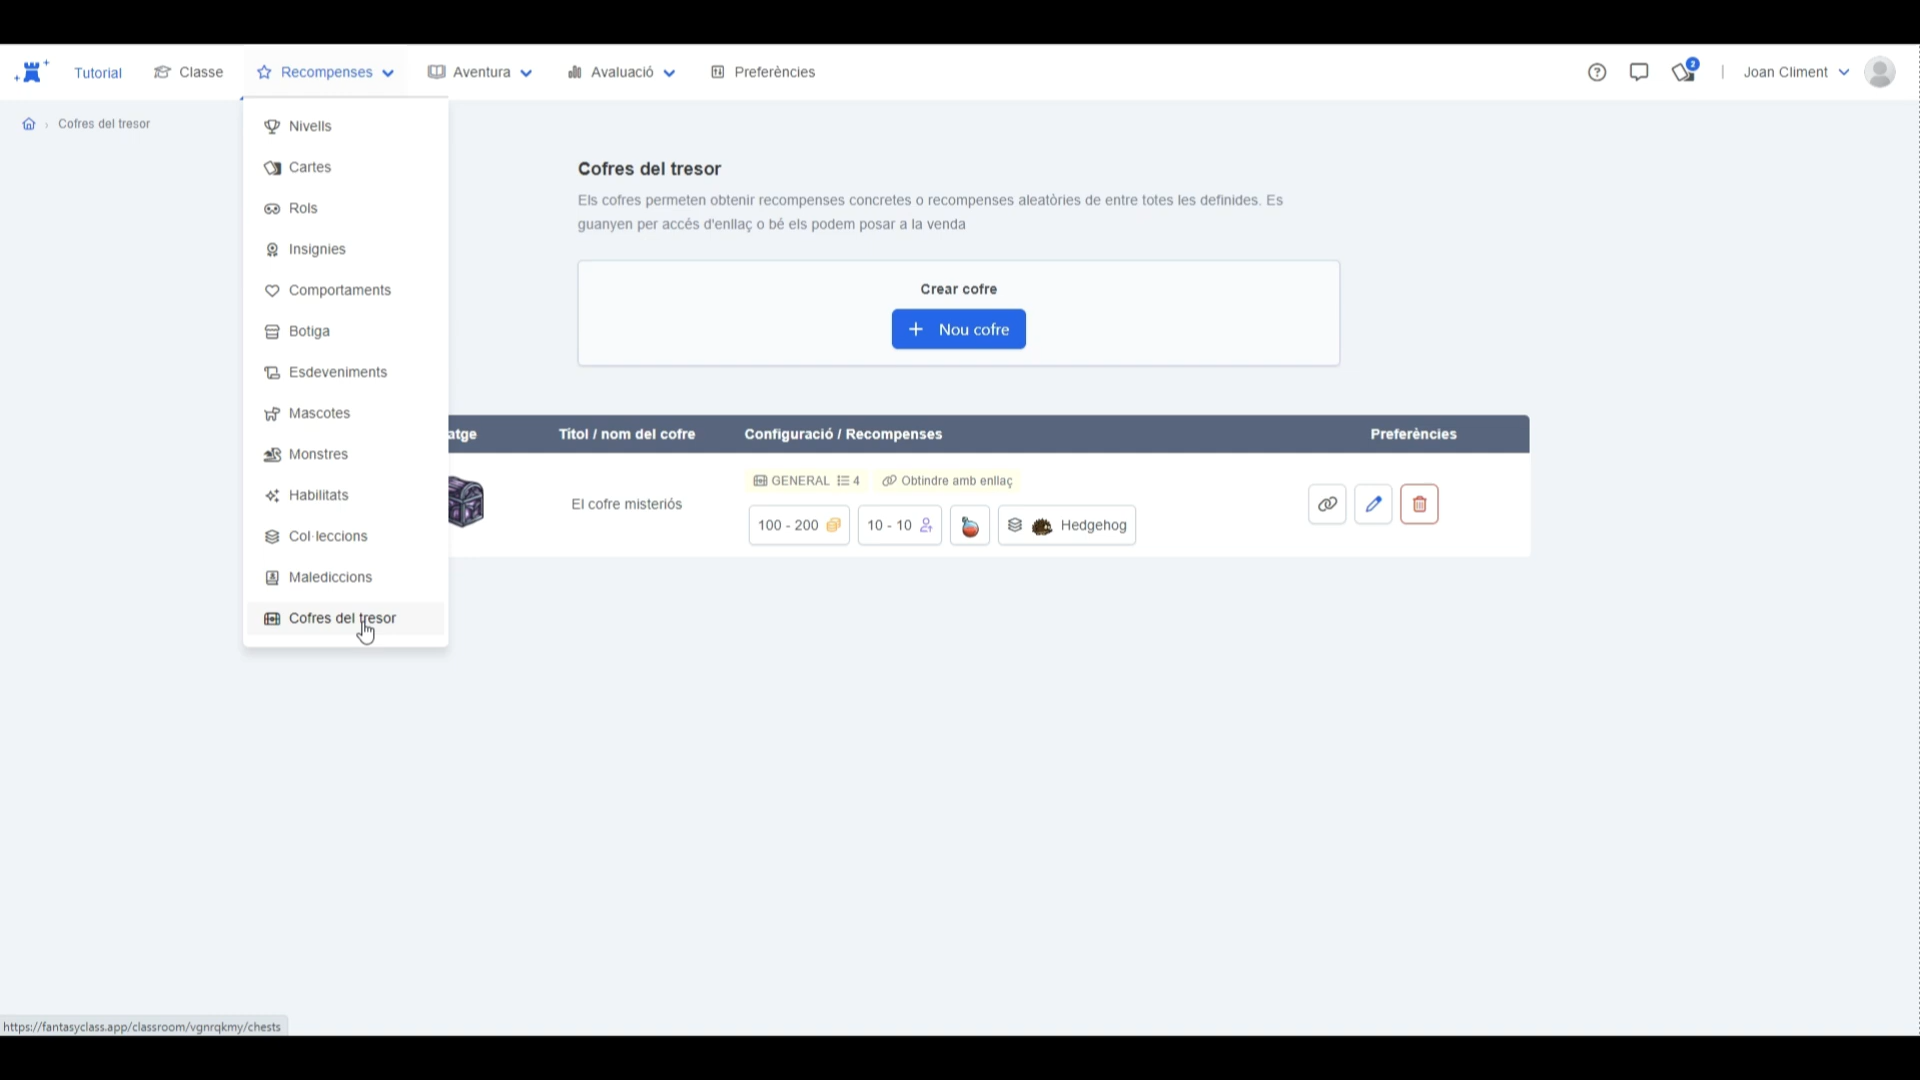 Tutorial Classe Recompenses Aventura Avaluació Preferències 2 | Joan Climent
Cofres del tresor
Nivells
Cartes
Rols
Insignies
Comportaments
Botiga
Esdeveniments
Mascotes
Monstres
Habilitats
Col·leccions
Malediccions
Cofres del tresor
Cofres del tresor
Els cofres permeten obtenir recompenses concretes o recompenses aleatòries de entre totes les definides. Es
guanyen per accés d'enllaç o bé els podem posar a la venda
Crear cofre
+ Nou cofre
atge Títol / nom del cofre Configuració / Recompenses Preferències
GENERAL 4 Obtindre amb enllaç
El cofre misteriós
100 - 200 10 - 10 Hedgehog
https://fantasyclass.app/classroom/vgnrqkmy/chests